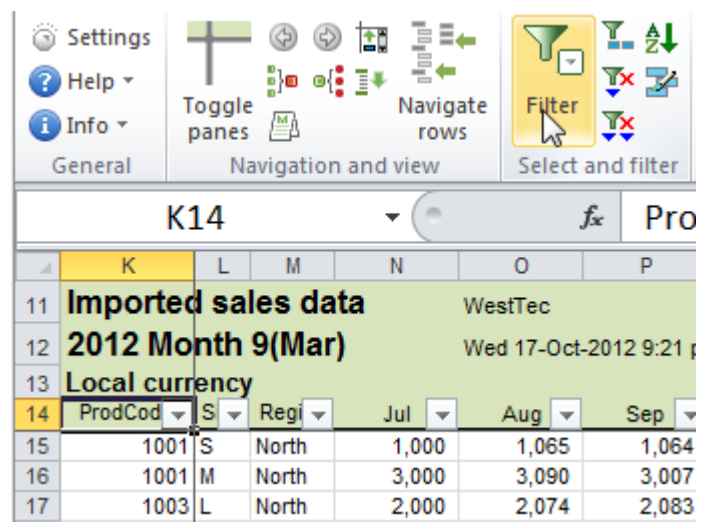 Settings
Help
Info
Toggle panes
Navigate rows
Filter
General
Navigation and view
Select and filter
K14
fx
Pro
K L M N O P
11 Imported sales data WestTec
12 2012 Month 9(Mar) Wed 17-Oct-2012 9:21 p
13 Local currency
14 ProdCod S Regi Jul Aug Sep
15 1001 S North 1,000 1,065 1,064
16 1001 M North 3,000 3,090 3,007
17 1003 L North 2,000 2,074 2,083